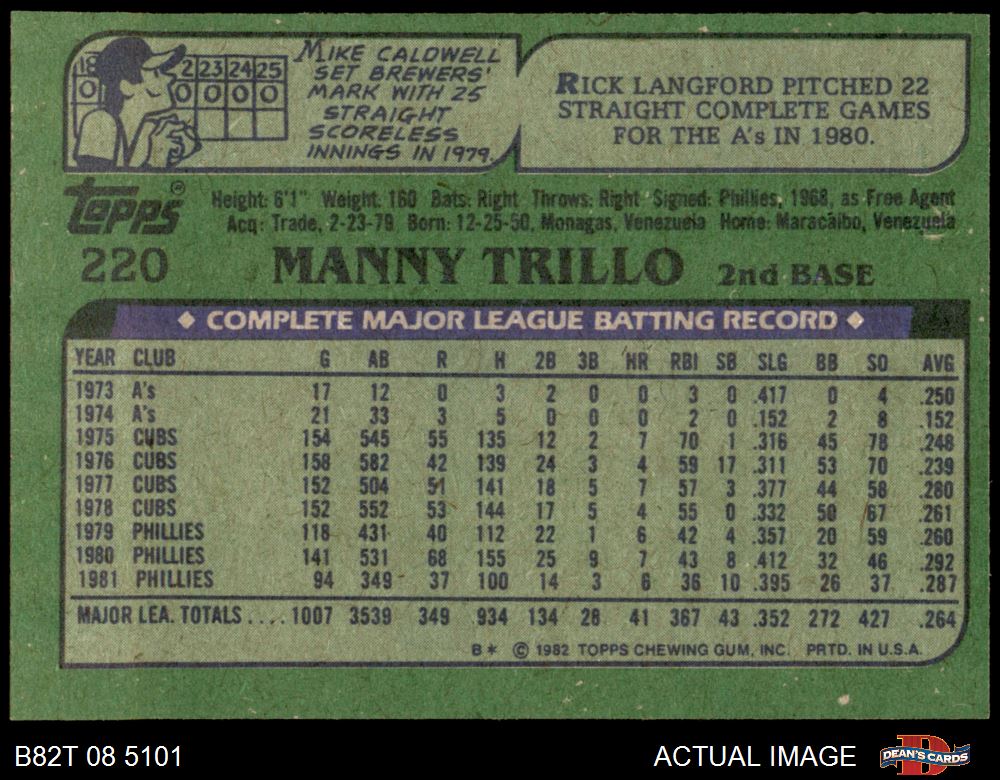 18 2 23 24 25
0 0 0 0 0
MIKE CALDWELL
SET BREWERS'
MARK WITH 25
STRAIGHT
SCORELESS
INNINGS IN 1979.
RICK LANGFORD PITCHED 22
STRAIGHT COMPLETE GAMES
FOR THE A's IN 1980.
Topps®
Height: 6'1" Weight: 160 Bats: Right Throws: Right Signed: Phillies, 1968, as Free Agent
Acq: Trade, 2-23-79 Born: 12-25-50, Monagas, Venezuela Home: Maracaibo, Venezuela
220 MANNY TRILLO 2nd BASE
◆ COMPLETE MAJOR LEAGUE BATTING RECORD ◆
YEAR CLUB G AB R H 2B 3B HR RBI SB SLG BB SO AVG
1973 A's 17 12 0 3 2 0 0 3 0 .417 0 4 .250
1974 A's 21 33 3 5 0 0 0 2 0 .152 2 8 .152
1975 CUBS 154 545 55 135 12 2 7 70 1 .316 45 78 .248
1976 CUBS 158 582 42 139 24 3 4 59 17 .311 53 70 .239
1977 CUBS 152 504 51 141 18 5 7 57 3 .377 44 58 .280
1978 CUBS 152 552 53 144 17 5 4 55 0 .332 50 67 .261
1979 PHILLIES 118 431 40 112 22 1 6 42 4 .357 20 59 .260
1980 PHILLIES 141 531 68 155 25 9 7 43 8 .412 32 46 .292
1981 PHILLIES 94 349 37 100 14 3 6 36 10 .395 26 37 .287
MAJOR LEA. TOTALS .... 1007 3539 349 934 134 28 41 367 43 .352 272 427 .264
B* © 1982 TOPPS CHEWING GUM, INC. PRTD. IN U.S.A.
B82T 08 5101 ACTUAL IMAGE DEAN'S CARDS